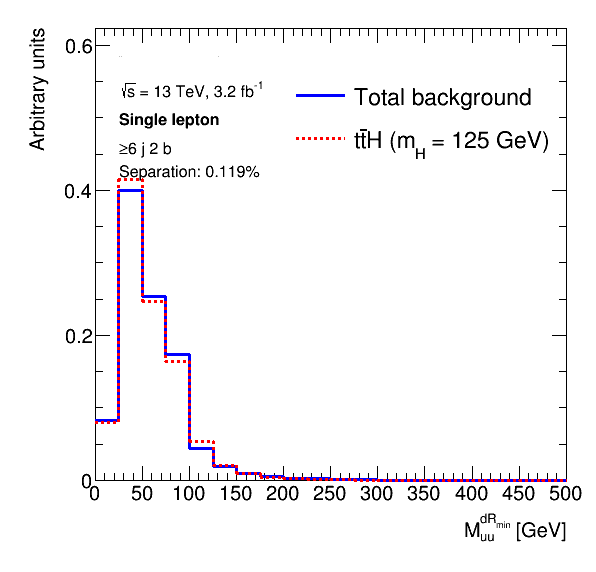 Arbitrary units
0.6
0.4
0.2
0
√s = 13 TeV, 3.2 fb⁻¹
Single lepton
≥6 j 2 b
Separation: 0.119%
Total background
tt̄H (m_H = 125 GeV)
0 50 100 150 200 250 300 350 400 450 500
M_uu^dR_min [GeV]